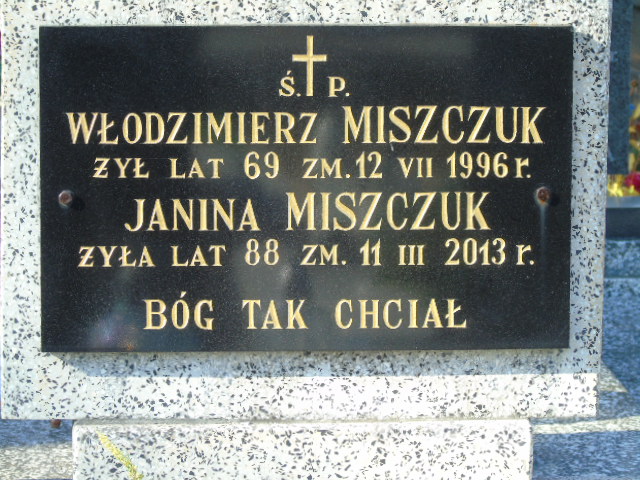 Ś. P.
WŁODZIMIERZ MISZCZUK
ŻYŁ LAT 69 ZM. 12 VII 1996 r.
JANINA MISZCZUK
ŻYŁA LAT 88 ZM. 11 III 2013 r.
BÓG TAK CHCIAŁ